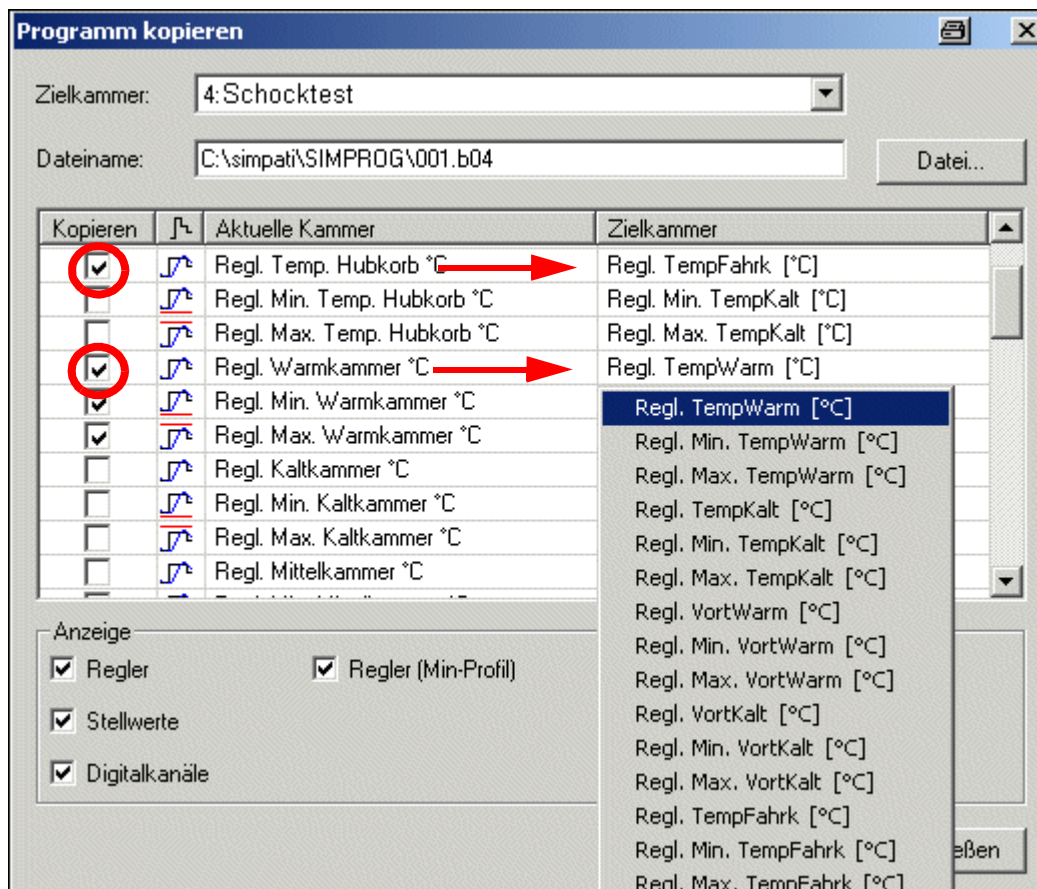 Programm kopieren
Zielkammer: 4:Schocktest
Dateiname: C:\simpati\SIMPROG\001.b04 Datei...
Kopieren Aktuelle Kammer Zielkammer
Regl. Temp. Hubkorb °C Regl. TempFahrk [°C]
Regl. Min. Temp. Hubkorb °C Regl. Min. TempKalt [°C]
Regl. Max. Temp. Hubkorb °C Regl. Max. TempKalt [°C]
Regl. Warmkammer °C Regl. TempWarm [°C]
Regl. Min. Warmkammer °C
Regl. Max. Warmkammer °C
Regl. Kaltkammer °C
Regl. Min. Kaltkammer °C
Regl. Max. Kaltkammer °C
Regl. Mittelkammer °C
Regl. TempWarm [°C]
Regl. Min. TempWarm [°C]
Regl. Max. TempWarm [°C]
Regl. TempKalt [°C]
Regl. Min. TempKalt [°C]
Regl. Max. TempKalt [°C]
Regl. VortWarm [°C]
Regl. Min. VortWarm [°C]
Regl. Max. VortWarm [°C]
Regl. VortKalt [°C]
Regl. Min. VortKalt [°C]
Regl. Max. VortKalt [°C]
Regl. TempFahrk [°C]
Regl. Min. TempFahrk [°C]
Regl. Max. TempFahrk [°C]
Anzeige
Regler Regler (Min-Profil)
Stellwerte
Digitalkanäle
eßen